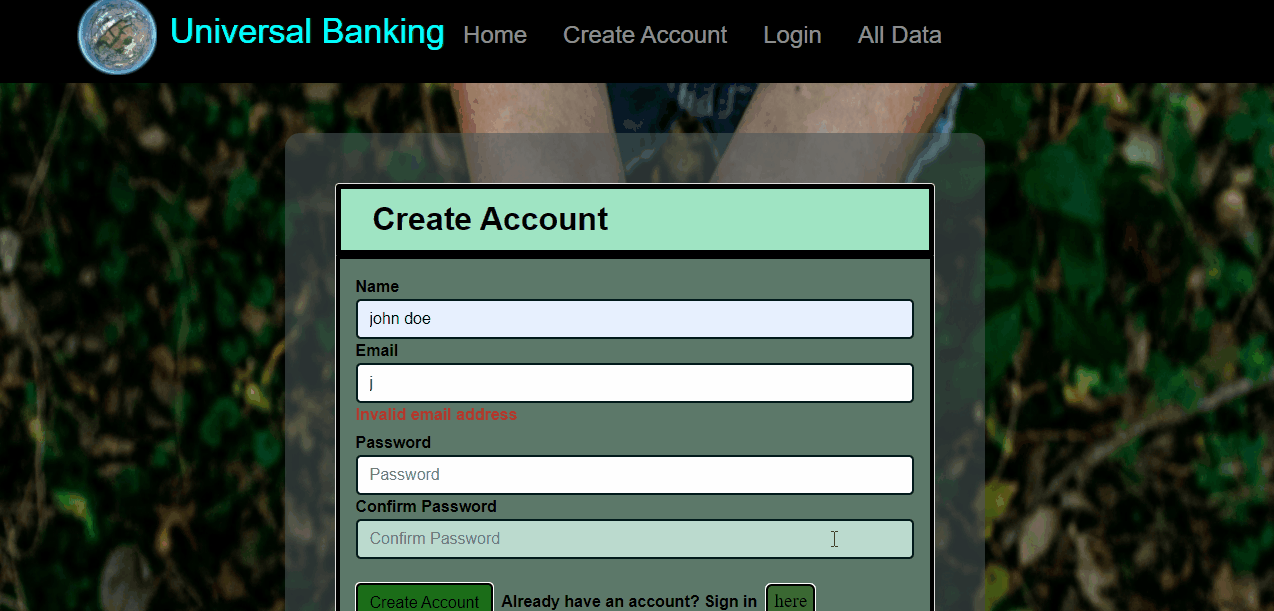 Universal Banking Home Create Account Login All Data
Create Account
Name
john doe
Email
j
Invalid email address
Password
Password
Confirm Password
Confirm Password
Create Account Already have an account? Sign in here